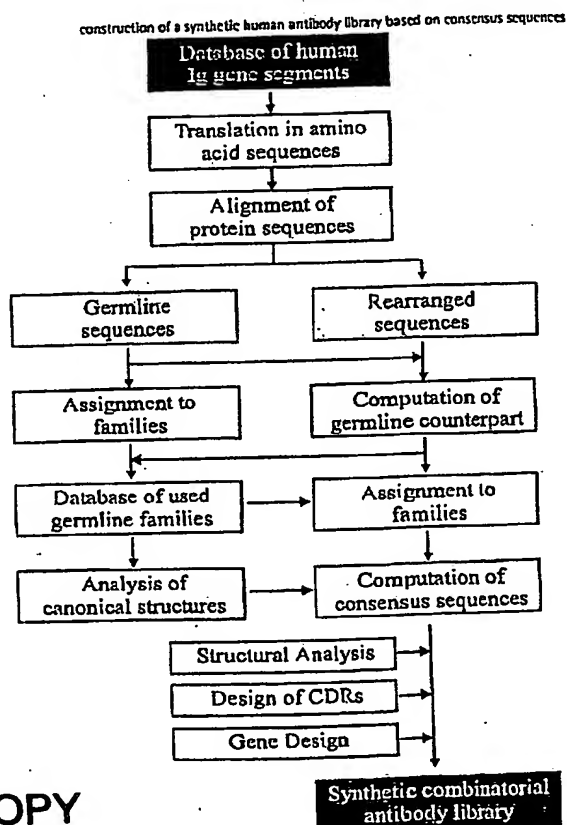 construction of a synthetic human antibody library based on consensus sequences
Database of human
Ig gene segments
Translation in amino
acid sequences
Alignment of
protein sequences
Germline
sequences
Rearranged
sequences
Assignment to
families
Computation of
germline counterpart
Database of used
germline families
Assignment to
families
Analysis of
canonical structures
Computation of
consensus sequences
Structural Analysis
Design of CDRs
Gene Design
Synthetic combinatorial
antibody library
OPY